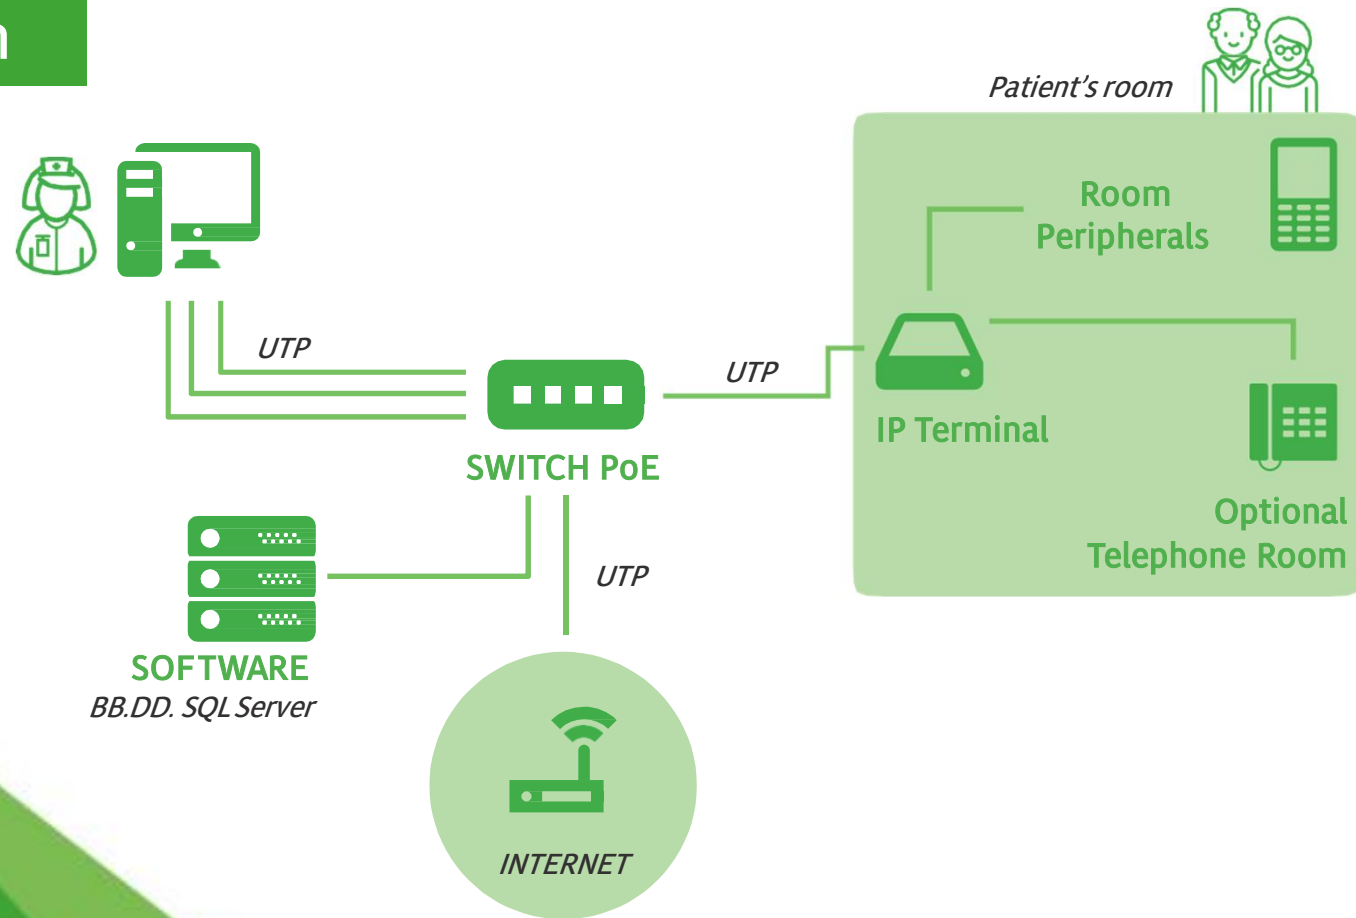 Patient's room
Room
Peripherals
UTP
UTP
IP Terminal
SWITCH PoE
Optional
Telephone Room
UTP
SOFTWARE
BB.DD. SQL Server
INTERNET